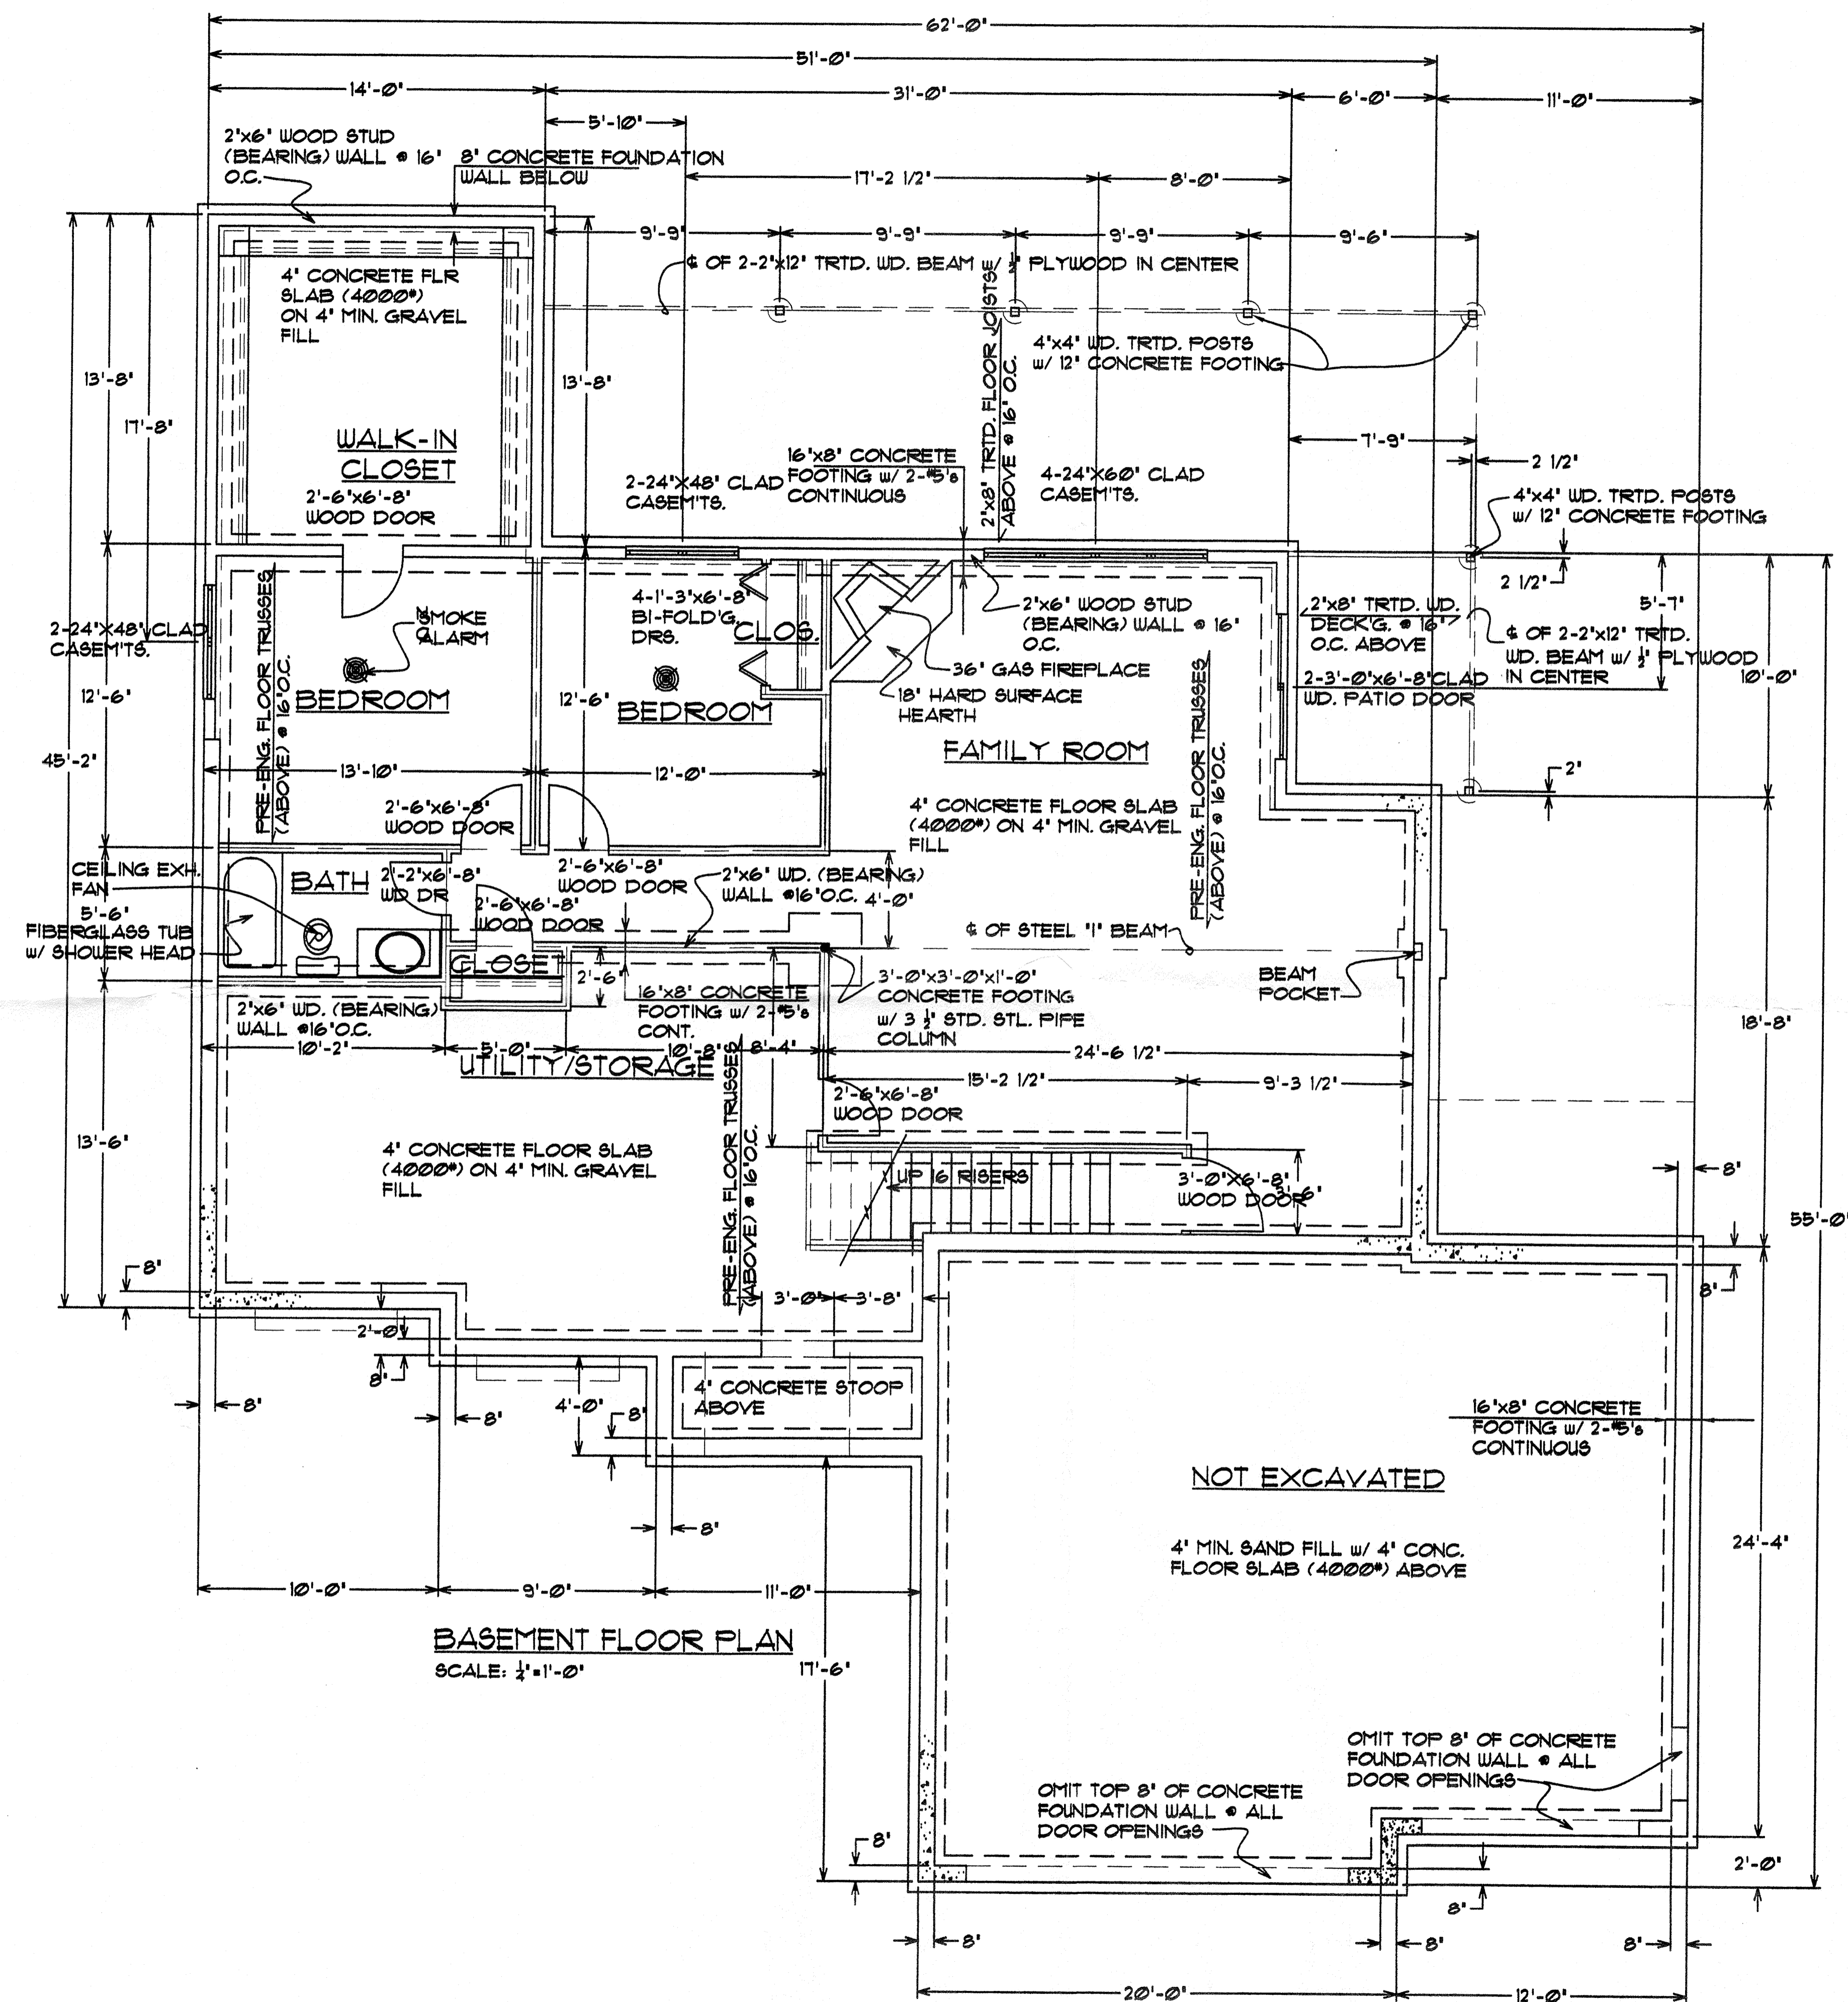 62'-0"
51'-0"
14'-0"
31'-0"
6'-0"
11'-0"
5'-10"
2"x6" WOOD STUD
(BEARING) WALL @ 16"
O.C.
8" CONCRETE FOUNDATION
WALL BELOW
17'-2 1/2"
8'-0"
9'-9"
9'-9"
9'-9"
9'-6"
℄ OF 2-2"x12" TRTD. WD. BEAM w/ ½" PLYWOOD IN CENTER
4" CONCRETE FLR
SLAB (4000#)
ON 4" MIN. GRAVEL
FILL
2"x8" TRTD. FLOOR JOISTS
ABOVE @ 16" O.C.
4"x4" WD. TRTD. POSTS
w/ 12" CONCRETE FOOTING
13'-8"
13'-8"
17'-8"
WALK-IN
CLOSET
2'-6"x6'-8"
WOOD DOOR
7'-9"
2 1/2"
16"x8" CONCRETE
FOOTING w/ 2-#5's
CONTINUOUS
2-24"X48" CLAD
CASEM'TS.
4-24"X60" CLAD
CASEM'TS.
4"x4" WD. TRTD. POSTS
w/ 12" CONCRETE FOOTING
2 1/2"
5'-7"
PRE-ENG. FLOOR TRUSSES
(ABOVE) @ 16"O.C.
SMOKE
ALARM
4-1'-3"x6'-8"
BI-FOLD'G.
DRS.
CLOS.
2"x6" WOOD STUD
(BEARING) WALL @ 16"
O.C.
2"x8" TRTD. WD.
DECK'G. @ 16"
O.C. ABOVE
2-24"X48" CLAD
CASEM'TS.
℄ OF 2-2"x12" TRTD.
WD. BEAM w/ ½" PLYWOOD
IN CENTER
10'-0"
36" GAS FIREPLACE
18" HARD SURFACE
HEARTH
2-3'-0"x6'-8"CLAD
WD. PATIO DOOR
12'-6"
BEDROOM
12'-6"
BEDROOM
FAMILY ROOM
PRE-ENG. FLOOR TRUSSES
(ABOVE) @ 16"O.C.
45'-2"
13'-10"
12'-0"
2"
2'-6"x6'-8"
WOOD DOOR
4" CONCRETE FLOOR SLAB
(4000#) ON 4" MIN. GRAVEL
FILL
CEILING EXH.
FAN
BATH
2'-2"x6'-8"
WD DR
2'-6"x6'-8"
WOOD DOOR
2"x6" WD. (BEARING)
WALL @16"O.C.
4'-0"
5'-6"
2'-6"x6'-8"
WOOD DOOR
FIBERGLASS TUB
w/ SHOWER HEAD
℄ OF STEEL "I" BEAM
CLOSET
2'-6"
BEAM
POCKET
3'-0"x3'-0"x1'-0"
CONCRETE FOOTING
w/ 3 ½" STD. STL. PIPE
COLUMN
16"x8" CONCRETE
FOOTING w/ 2-#5's
CONT.
2"x6" WD. (BEARING)
WALL @16"O.C.
18'-8"
10'-2"
5'-0"
10'-8"
8'-4"
24'-6 1/2"
UTILITY/STORAGE
15'-2 1/2"
9'-3 1/2"
2'-6"x6'-8"
WOOD DOOR
13'-6"
PRE-ENG. FLOOR TRUSSES
(ABOVE) @ 16"O.C.
4" CONCRETE FLOOR SLAB
(4000#) ON 4" MIN. GRAVEL
FILL
UP 16 RISERS
3'-0"X6'-8"
WOOD DOOR
3'-6"
8"
55'-0"
8"
8"
3'-0"
3'-8"
2'-0"
8"
4" CONCRETE STOOP
ABOVE
8"
8"
4'-0"
8"
16"x8" CONCRETE
FOOTING w/ 2-#5's
CONTINUOUS
NOT EXCAVATED
8"
4" MIN. SAND FILL w/ 4" CONC.
FLOOR SLAB (4000#) ABOVE
24'-4"
10'-0"
9'-0"
11'-0"
BASEMENT FLOOR PLAN
SCALE: ¼"=1'-0"
17'-6"
OMIT TOP 8" OF CONCRETE
FOUNDATION WALL @ ALL
DOOR OPENINGS
OMIT TOP 8" OF CONCRETE
FOUNDATION WALL @ ALL
DOOR OPENINGS
8"
2'-0"
8"
8"
8"
8"
20'-0"
12'-0"